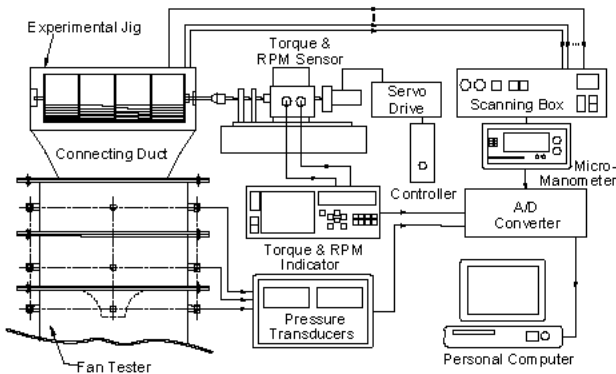 Experimental Jig
Torque &
RPM Sensor
Servo
Drive
Scanning Box
Connecting Duct
Controller
Micro-
Manometer
A/D
Converter
Torque & RPM
Indicator
Pressure
Transducers
Fan Tester
Personal Computer